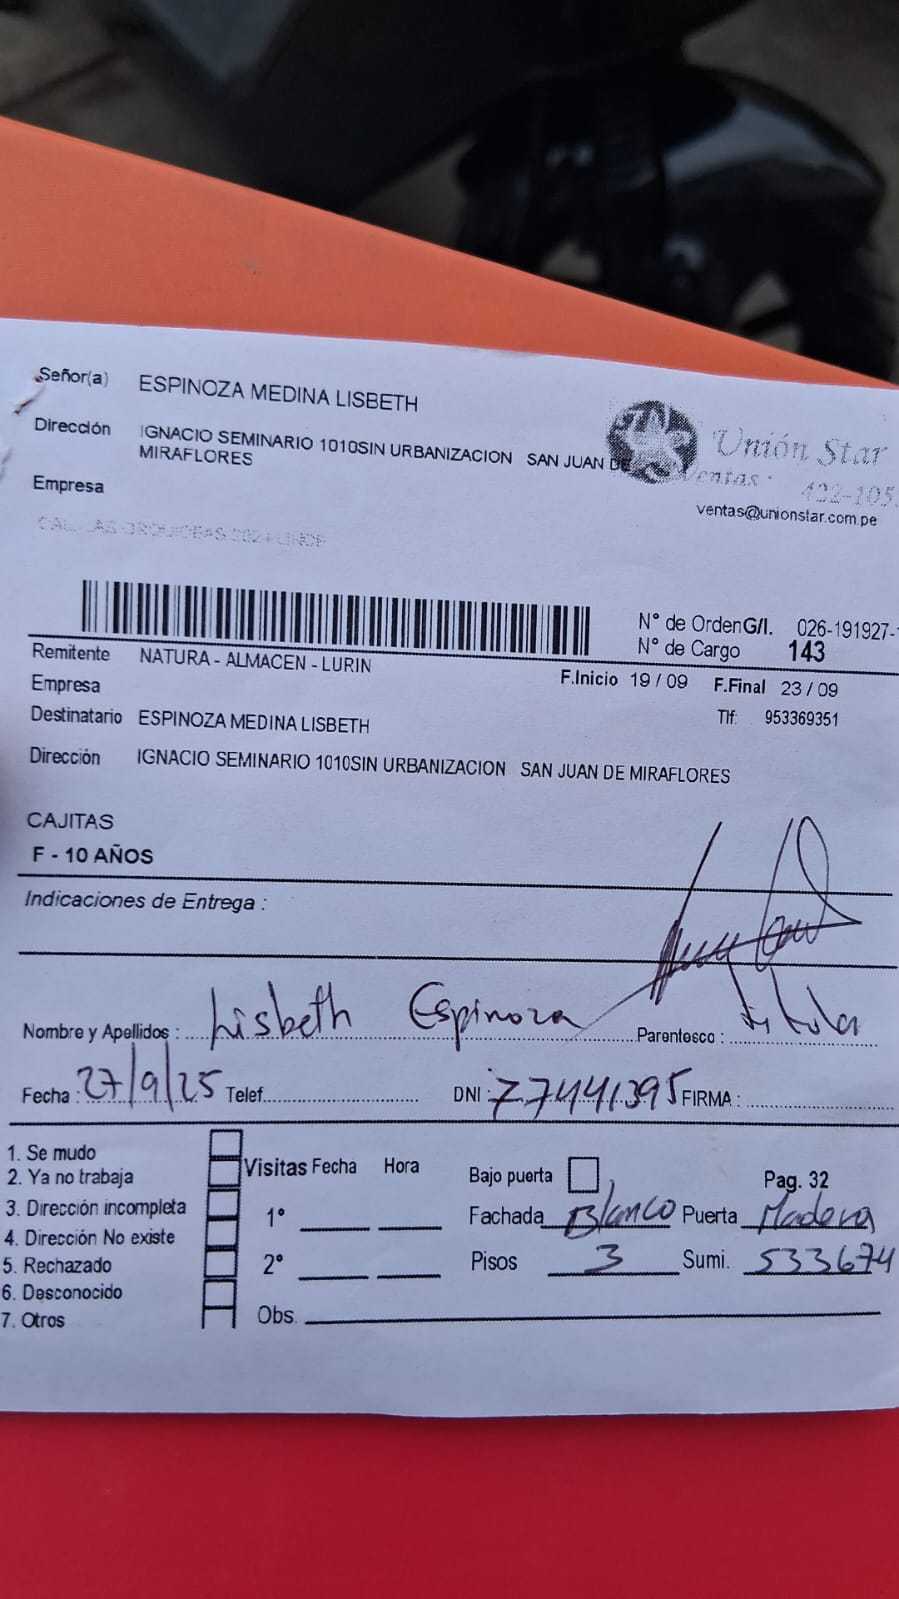 Señor(a) ESPINOZA MEDINA LISBETH
Dirección IGNACIO SEMINARIO 1010SIN URBANIZACION SAN JUAN DE
MIRAFLORES
Empresa
Unión Star
Ventas: 422-105
ventas@unionstar.com.pe
N° de Orden G/I. 026-191927-
N° de Cargo 143
Remitente NATURA - ALMACEN - LURIN
F.Inicio 19 / 09 F.Final 23 / 09
Empresa
Tlf: 953369351
Destinatario ESPINOZA MEDINA LISBETH
Dirección IGNACIO SEMINARIO 1010SIN URBANIZACION SAN JUAN DE MIRAFLORES
CAJITAS
F - 10 AÑOS
Indicaciones de Entrega :
Nombre y Apellidos : Lisbeth Espinoza Parentesco : Titular
Fecha : 27/9/25 Telef. DNI : 77441395 FIRMA :
1. Se mudo
2. Ya no trabaja
3. Dirección incompleta
4. Dirección No existe
5. Rechazado
6. Desconocido
7. Otros
Visitas Fecha Hora
1°
2°
Obs.
Bajo puerta Pag. 32
Fachada Blanco Puerta Madera
Pisos 3 Sumi. 533674